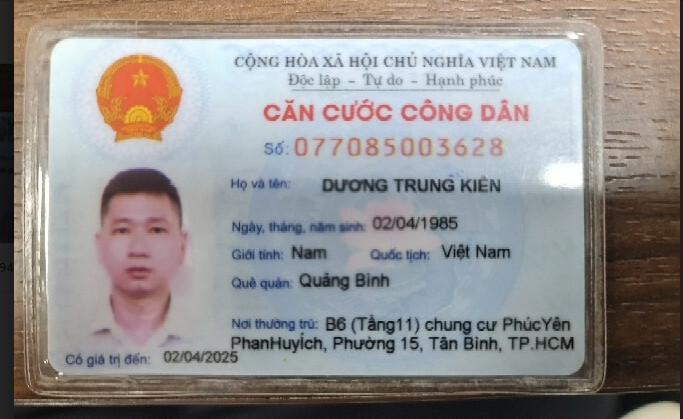 CỘNG HÒA XÃ HỘI CHỦ NGHĨA VIỆT NAM
Độc lập – Tự do – Hạnh phúc
CĂN CƯỚC CÔNG DÂN
Số: 077085003628
Họ và tên: DƯƠNG TRUNG KIÊN
Ngày, tháng, năm sinh: 02/04/1985
Giới tính: Nam Quốc tịch: Việt Nam
Quê quán: Quảng Bình
Nơi thường trú: B6 (Tầng11) chung cư PhúcYên
PhanHuyÍch, Phường 15, Tân Bình, TP.HCM
Có giá trị đến: 02/04/2025